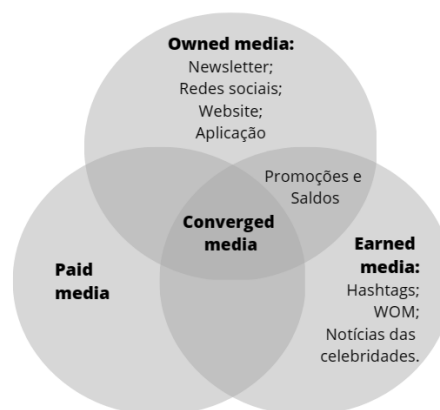 Owned media:
Newsletter;
Redes sociais;
Website;
Aplicação
Promoções e
Saldos
Converged
media
Paid
media
Earned
media:
Hashtags;
WOM;
Notícias das
celebridades.